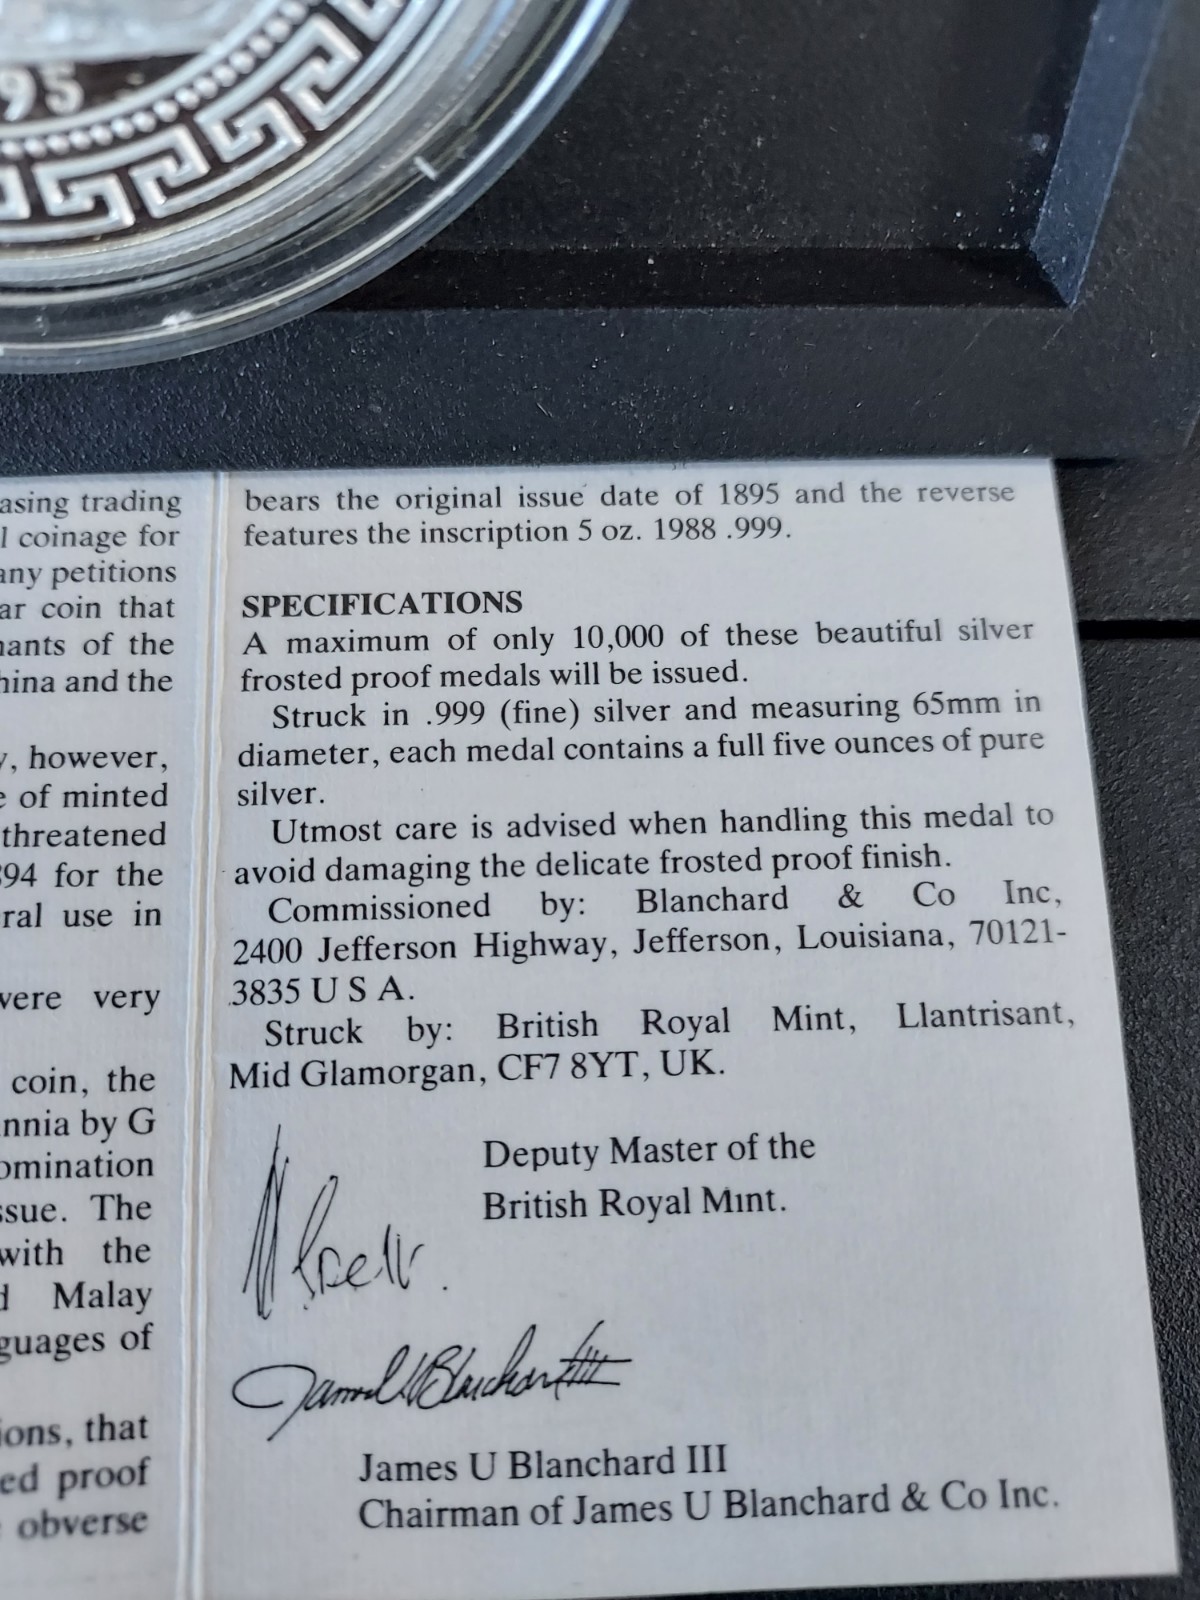 95
asing trading
l coinage for
any petitions
ar coin that
ants of the
hina and the
y, however,
e of minted
threatened
94 for the
ral use in
were very
coin, the
nnia by G
omination
ssue. The
with the
d Malay
guages of
ions, that
ed proof
obverse
bears the original issue date of 1895 and the reverse
features the inscription 5 oz. 1988 .999.
SPECIFICATIONS
A maximum of only 10,000 of these beautiful silver
frosted proof medals will be issued.
Struck in .999 (fine) silver and measuring 65mm in
diameter, each medal contains a full five ounces of pure
silver.
Utmost care is advised when handling this medal to
avoid damaging the delicate frosted proof finish.
Commissioned by: Blanchard & Co Inc,
2400 Jefferson Highway, Jefferson, Louisiana, 70121-
3835 U S A.
Struck by: British Royal Mint, Llantrisant,
Mid Glamorgan, CF7 8YT, UK.
Deputy Master of the
British Royal Mint.
James U Blanchard III
James U Blanchard III
Chairman of James U Blanchard & Co Inc.